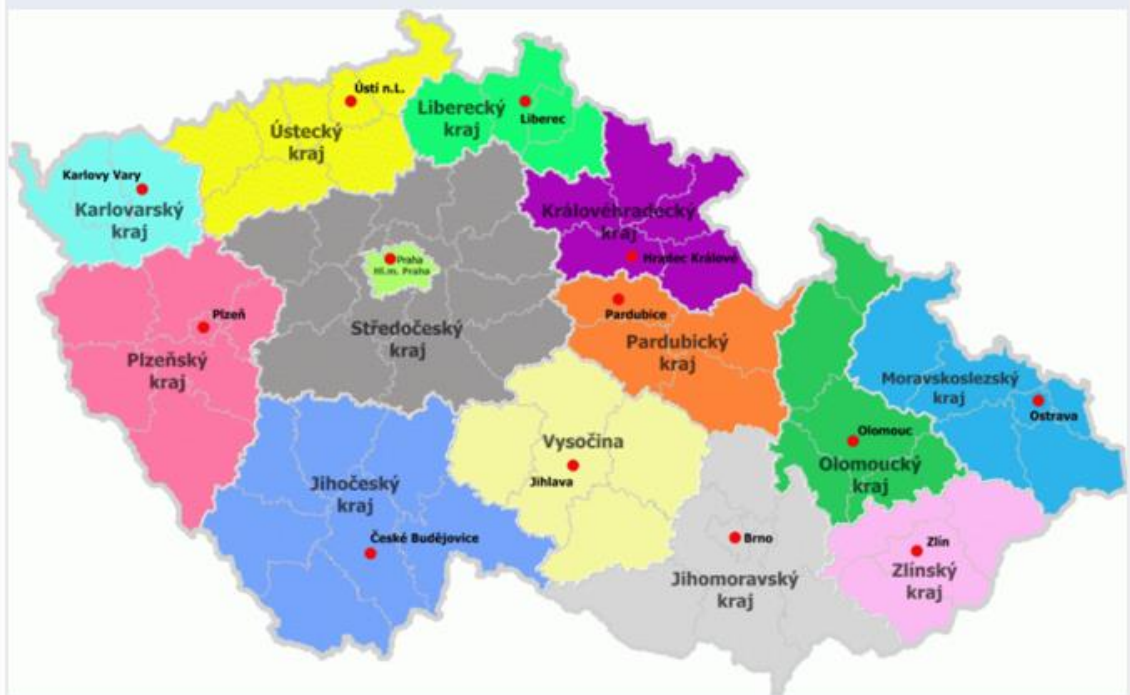 Ústí n.L.
Ústecký
kraj
Liberecký
kraj
Liberec
Karlovy Vary
Karlovarský
kraj
Královéhradecký
kraj
Hradec Králové
Praha
Hl.m. Praha
Plzeň
Plzeňský
kraj
Středočeský
kraj
Pardubice
Pardubický
kraj
Moravskoslezský
kraj
Ostrava
Vysočina
Jihlava
Olomouc
Olomoucký
kraj
Jihočeský
kraj
České Budějovice
Brno
Jihomoravský
kraj
Zlín
Zlínský
kraj